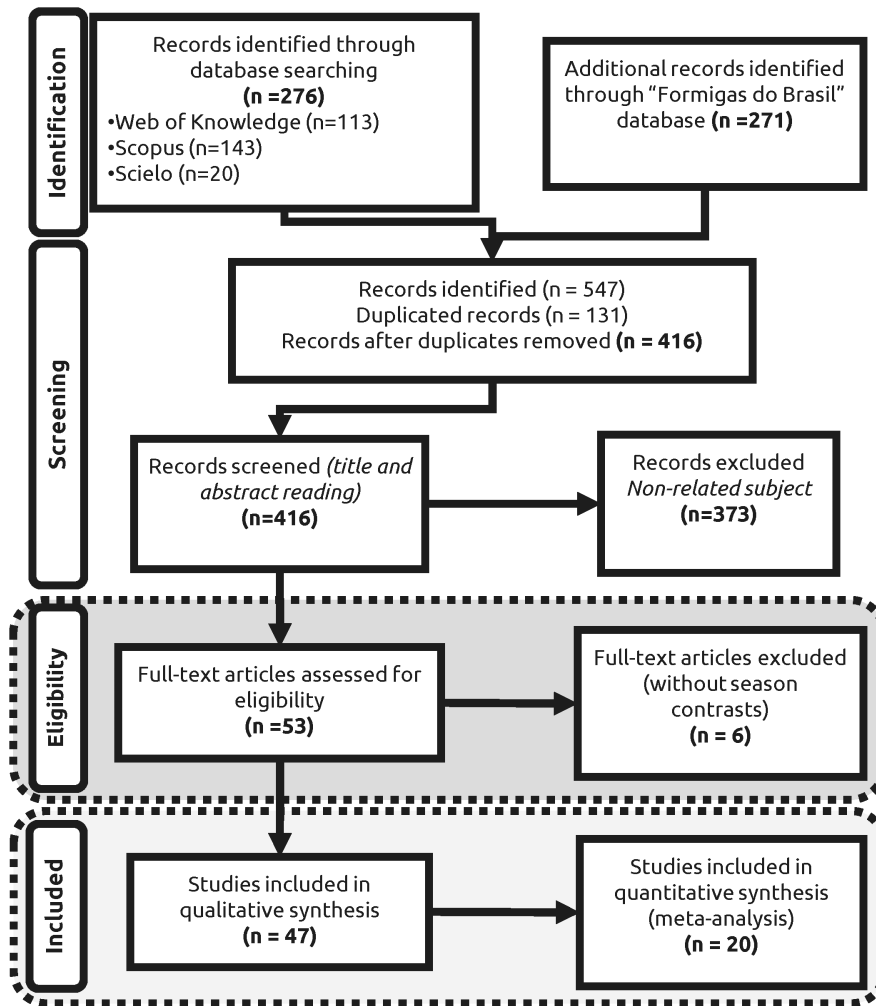 Identification
Records identified through
database searching
(n =276)
•Web of Knowledge (n=113)
•Scopus (n=143)
•Scielo (n=20)
Additional records identified
through “Formigas do Brasil”
database (n =271)
Screening
Records identified (n = 547)
Duplicated records (n = 131)
Records after duplicates removed (n = 416)
Records screened (title and
abstract reading)
(n=416)
Records excluded
Non-related subject
(n=373)
Eligibility
Full-text articles assessed for
eligibility
(n =53)
Full-text articles excluded
(without season
contrasts)
(n = 6)
Included
Studies included in
qualitative synthesis
(n = 47)
Studies included in
quantitative synthesis
(meta-analysis)
(n = 20)